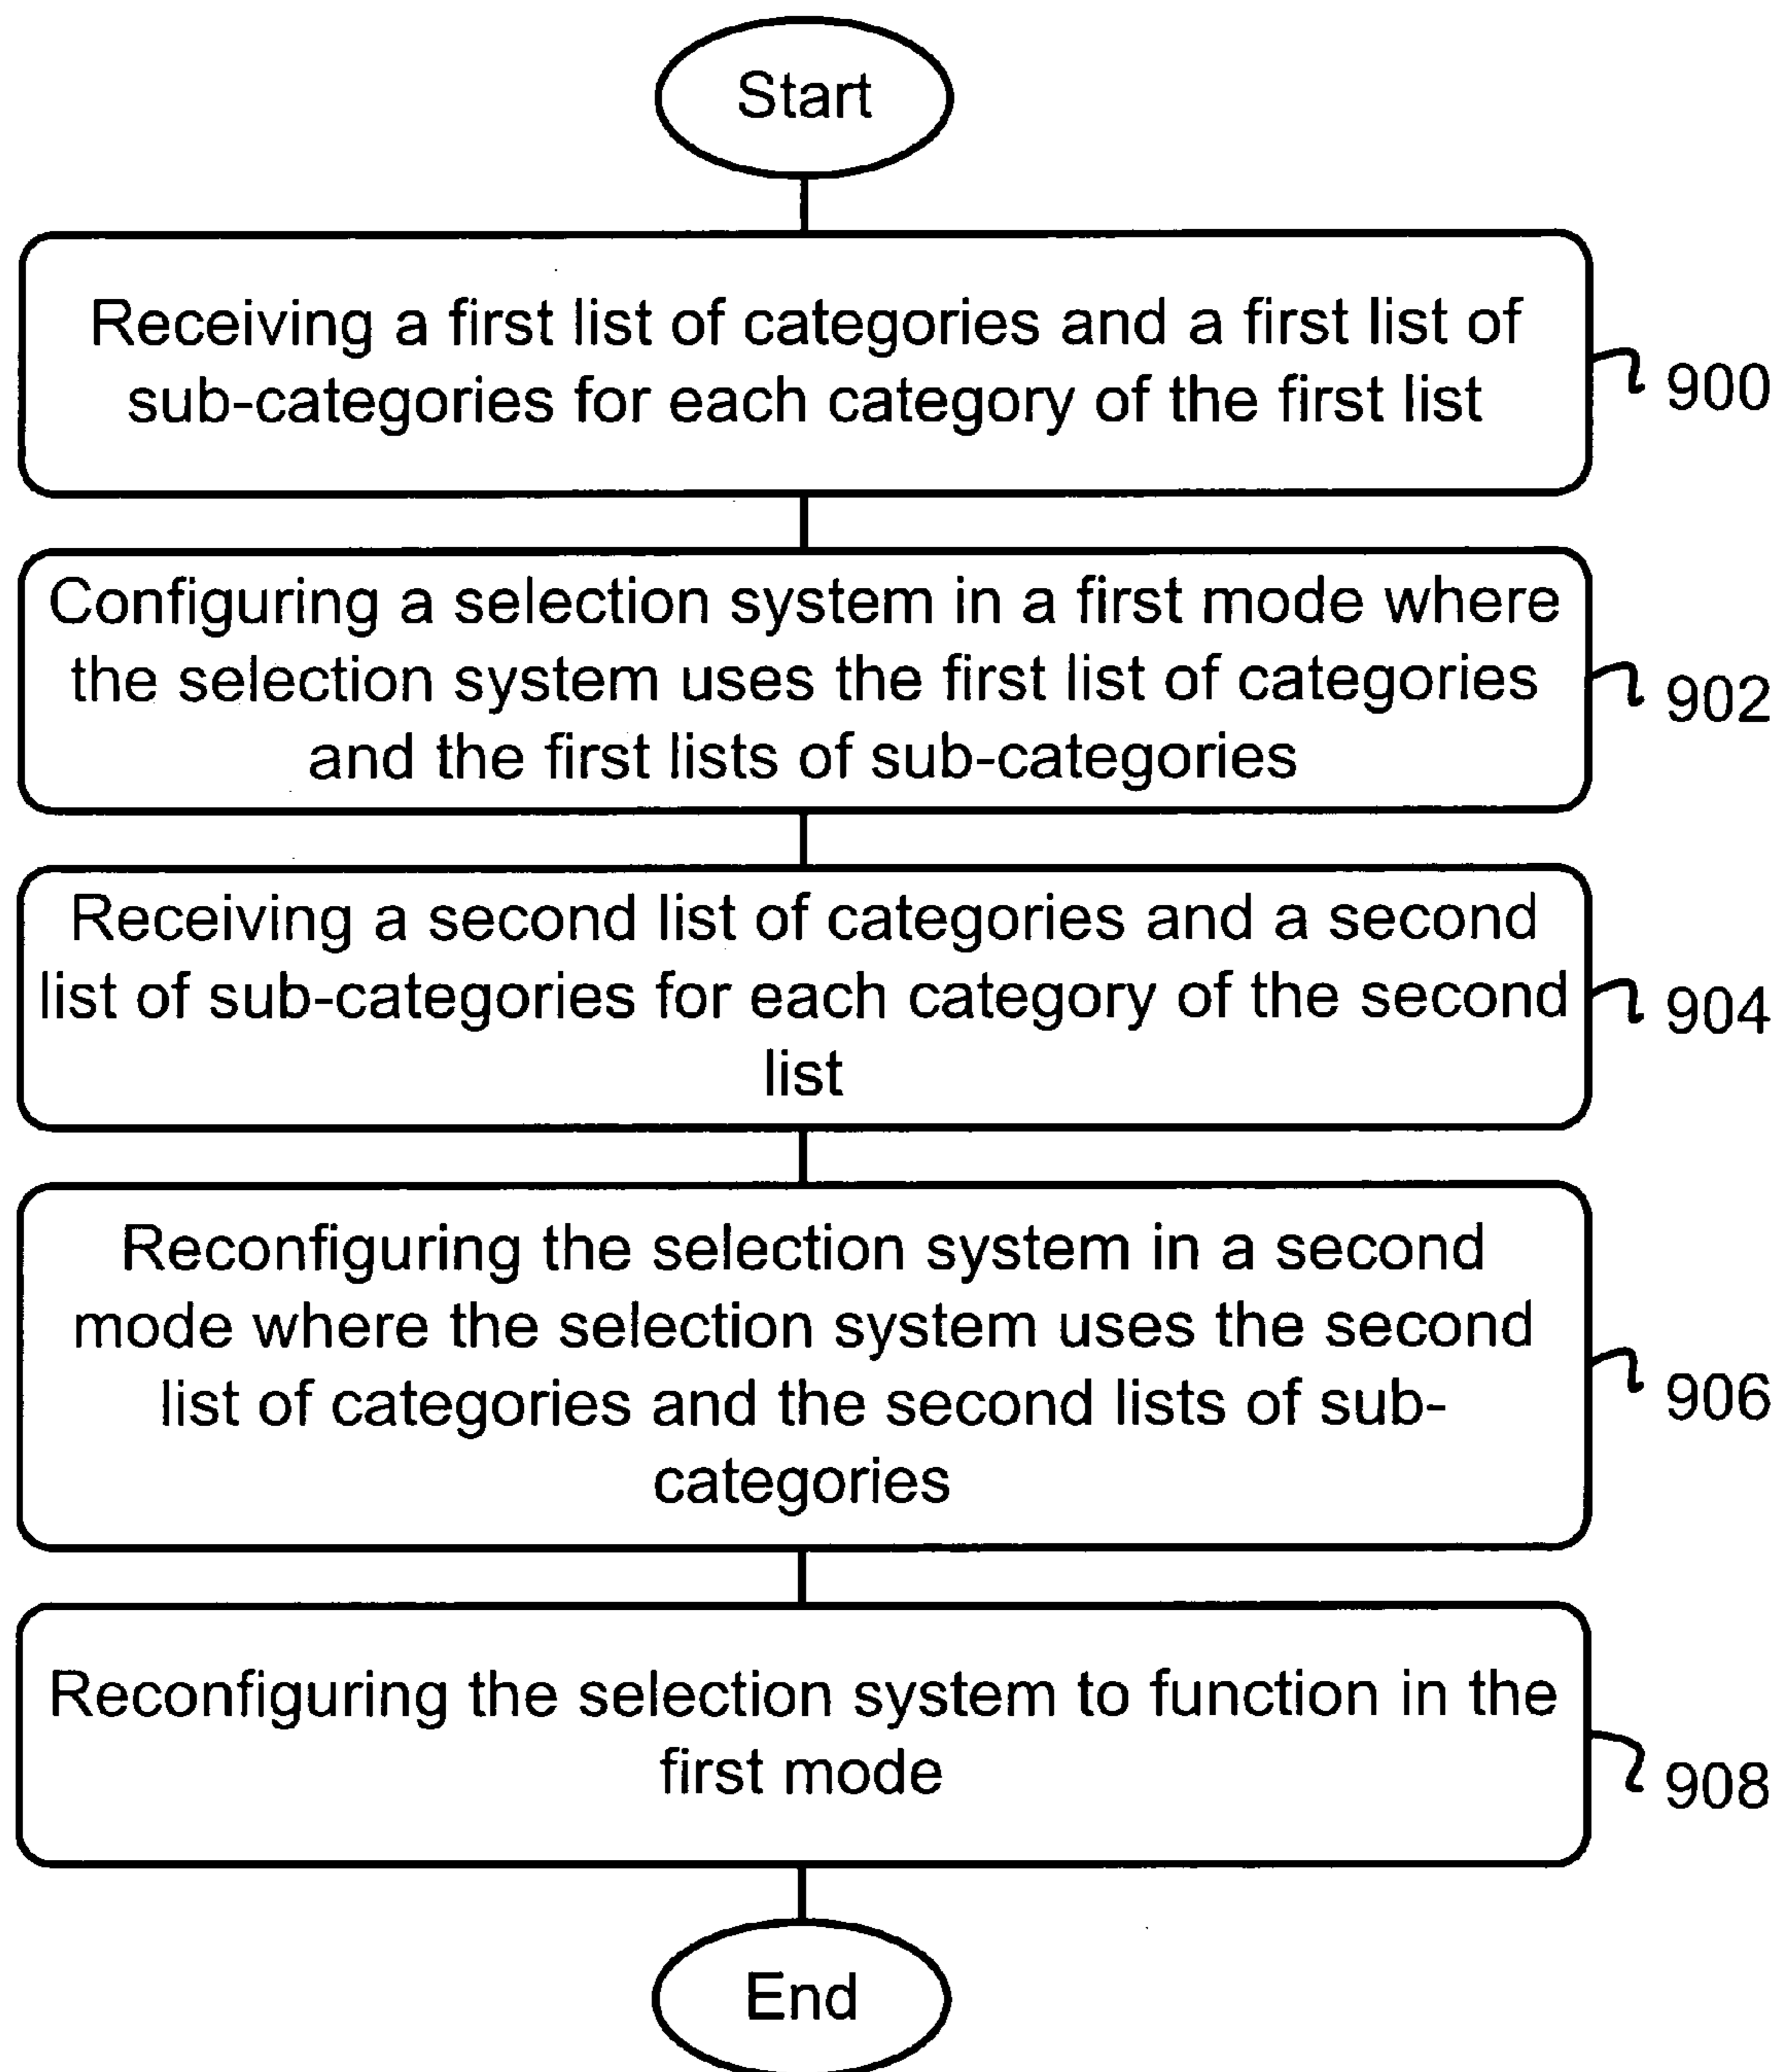 Start
Receiving a first list of categories and a first list of
sub-categories for each category of the first list
900
Configuring a selection system in a first mode where
the selection system uses the first list of categories
and the first lists of sub-categories
902
Receiving a second list of categories and a second
list of sub-categories for each category of the second
list
904
Reconfiguring the selection system in a second
mode where the selection system uses the second
list of categories and the second lists of sub-
categories
906
Reconfiguring the selection system to function in the
first mode
908
End